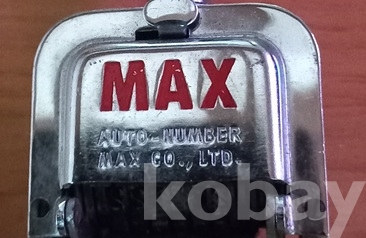 MAX
AUTO-NUMBER
MAX CO., LTD.
kobay